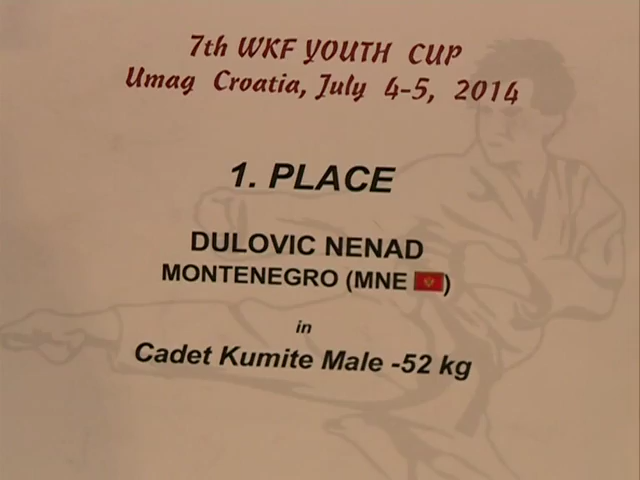 7th WKF YOUTH CUP
Umag Croatia, July 4-5, 2014
1. PLACE
DULOVIC NENAD
MONTENEGRO (MNE )
in
Cadet Kumite Male -52 kg